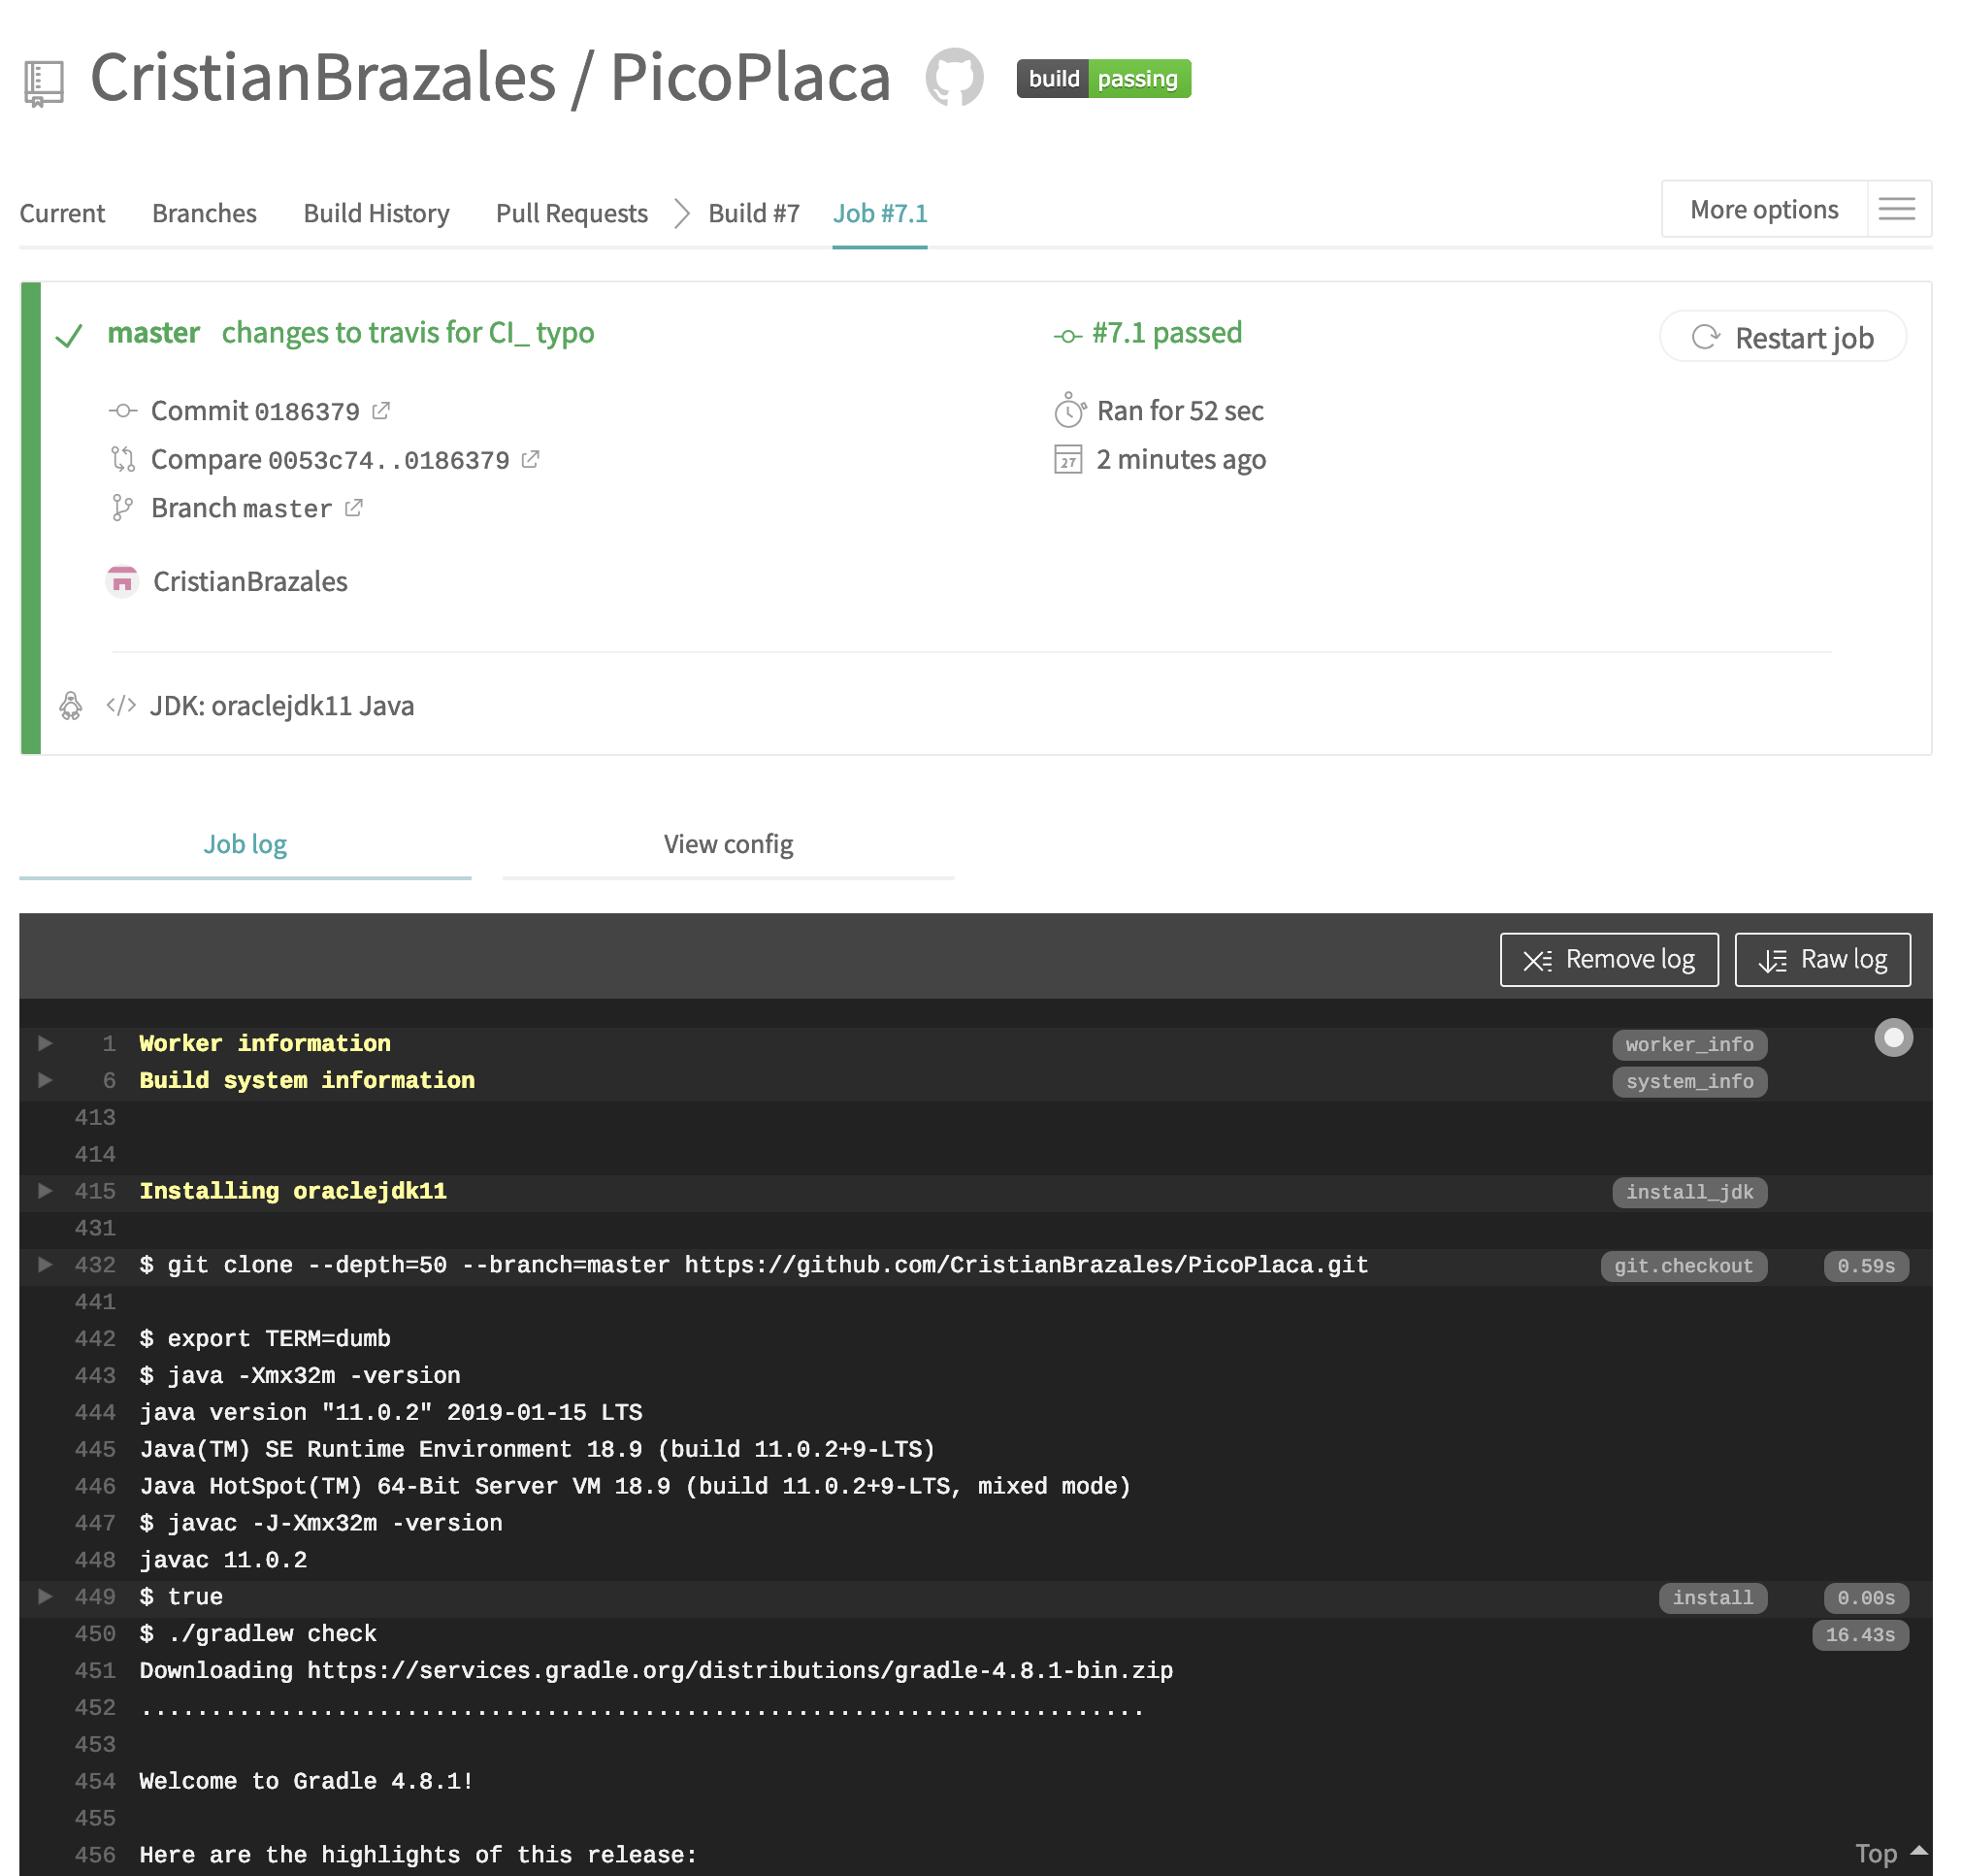 CristianBrazales / PicoPlaca build passing
Current Branches Build History Pull Requests Build #7 Job #7.1 More options
master changes to travis for CI_ typo
#7.1 passed
Restart job
Commit 0186379
Ran for 52 sec
Compare 0053c74..0186379
27 2 minutes ago
Branch master
CristianBrazales
</> JDK: oraclejdk11 Java
Job log View config
Remove log Raw log
1 Worker information worker_info
6 Build system information system_info
413
414
415 Installing oraclejdk11 install_jdk
431
432 $ git clone --depth=50 --branch=master https://github.com/CristianBrazales/PicoPlaca.git git.checkout 0.59s
441
442 $ export TERM=dumb
443 $ java -Xmx32m -version
444 java version "11.0.2" 2019-01-15 LTS
445 Java(TM) SE Runtime Environment 18.9 (build 11.0.2+9-LTS)
446 Java HotSpot(TM) 64-Bit Server VM 18.9 (build 11.0.2+9-LTS, mixed mode)
447 $ javac -J-Xmx32m -version
448 javac 11.0.2
449 $ true install 0.00s
450 $ ./gradlew check 16.43s
451 Downloading https://services.gradle.org/distributions/gradle-4.8.1-bin.zip
452 ........................................................................
453
454 Welcome to Gradle 4.8.1!
455
456 Here are the highlights of this release:
Top